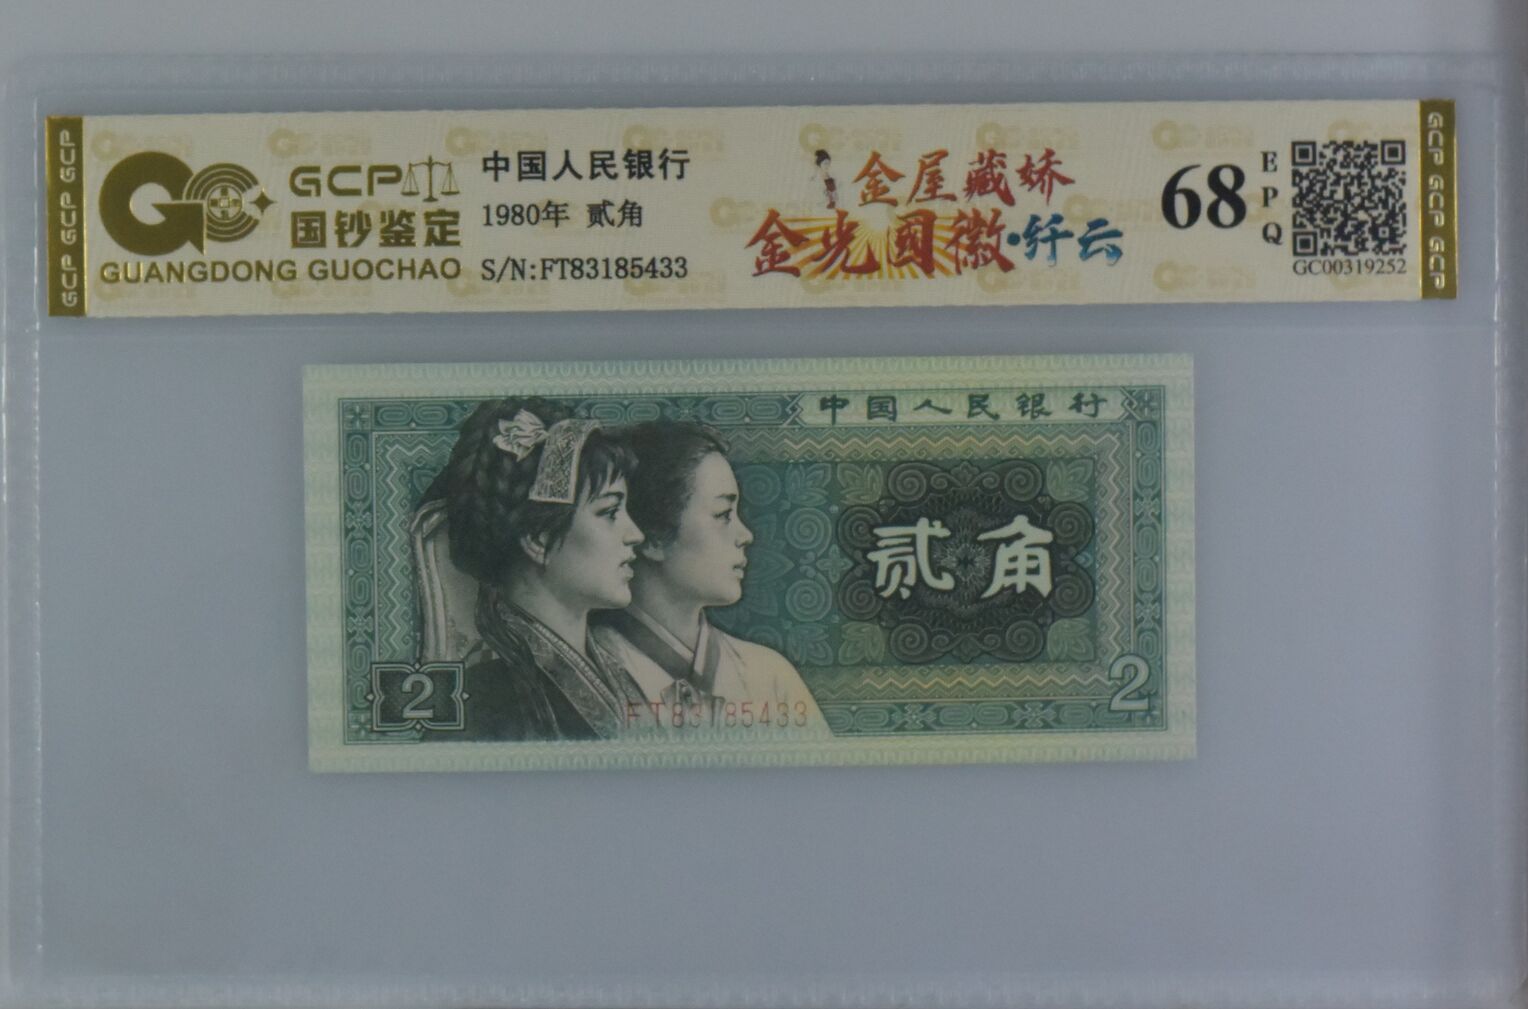 GCP GCP GCP
GCP
国钞鉴定
GUANGDONG GUOCHAO
中国人民银行
1980年 贰角
S/N:FT83185433
金屋藏娇
金光國徽·纤云
68
E
P
Q
GC00319252
GCP GCP GCP
中国人民银行
贰角
2
2
FT83185433